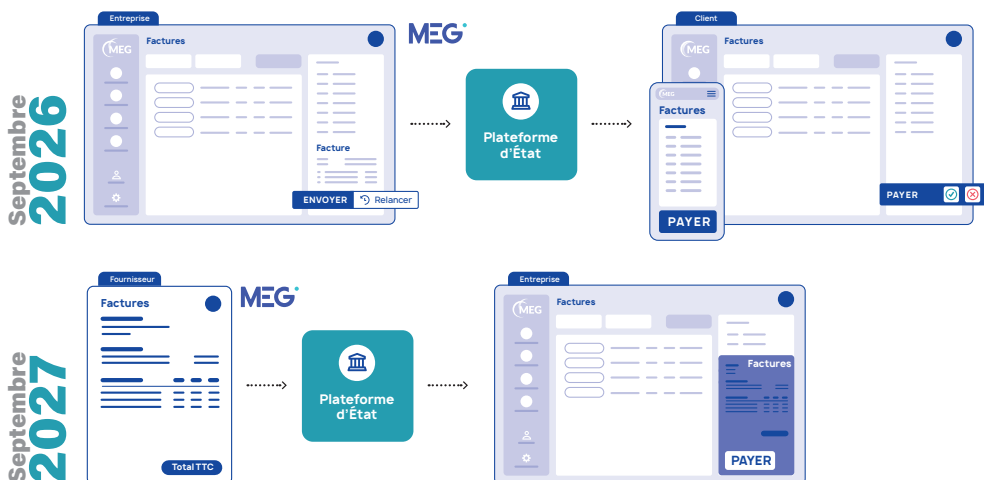 Septembre
2026
Entreprise
MEG
Factures
Facture
ENVOYER
Relancer
MEG
Plateforme
d'État
Client
MEG
Factures
MEG
Factures
PAYER
PAYER
Septembre
2027
Fournisseur
Factures
Total TTC
MEG
Plateforme
d'État
Entreprise
MEG
Factures
Factures
PAYER